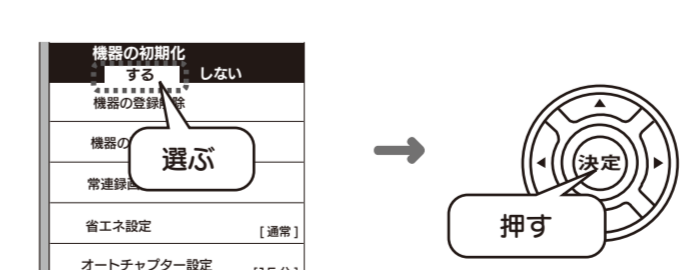 機器の初期化
する しない
機器の登録 除
機器の
選ぶ
常連録
省エネ設定 [通常]
オートチャプター設定
決定
押す